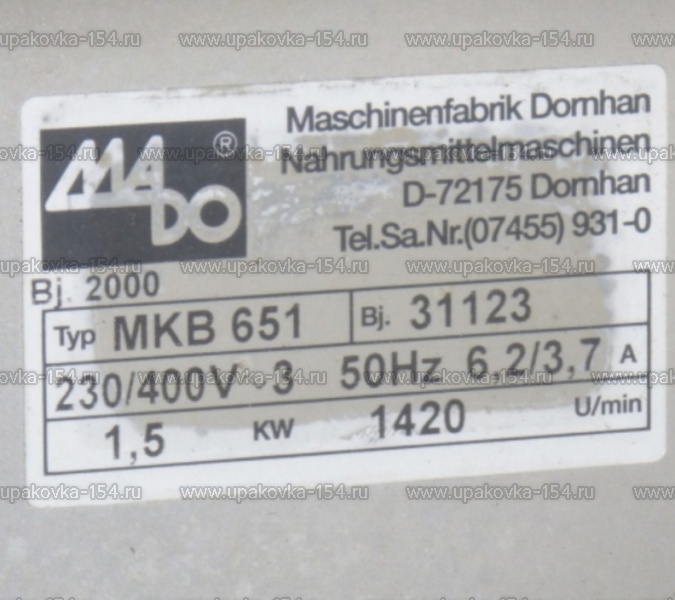 MADO®
Maschinenfabrik Dornhan
Nahrungsmittelmaschinen
D-72175 Dornhan
Tel.Sa.Nr.(07455) 931-0
Bj. 2000
Typ MKB 651 Bj. 31123
230/400V ~3 50Hz 6,2/3,7 A
1,5 KW 1420 U/min
www.upakovka-154.ru